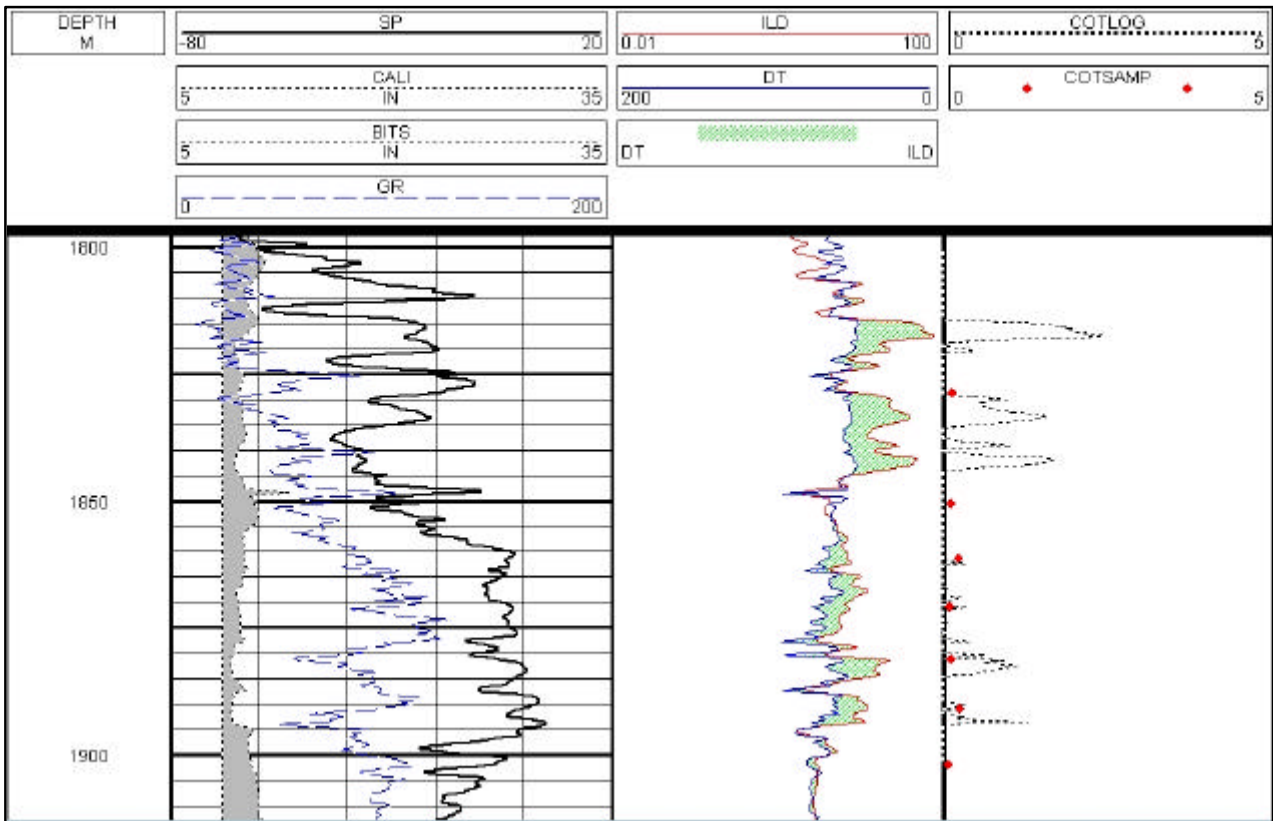 DEPTH
M
SP
-80 20
CALI
5 IN 35
BITS
5 IN 35
GR
0 200
ILD
0.01 100
DT
200 0
DT ILD
COTLOG
0 5
COTSAMP
0 5
1800
1850
1900